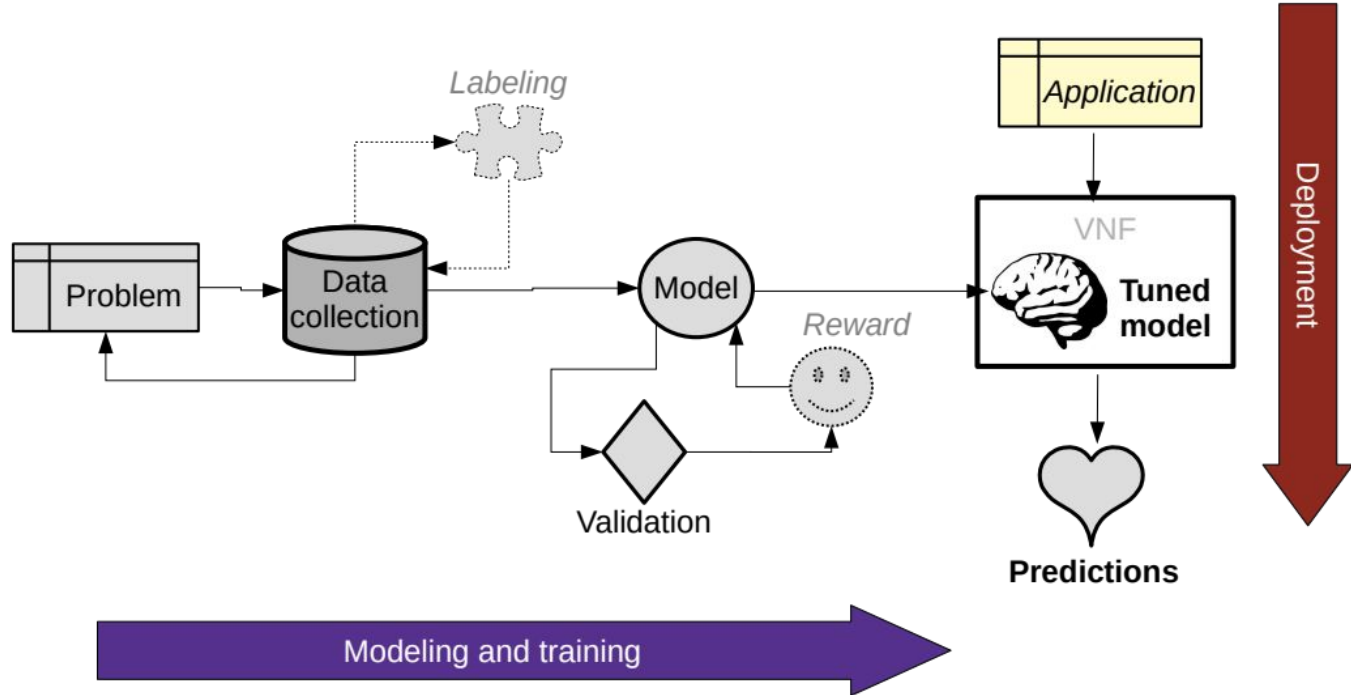 Labeling
Application
Deployment
VNF
Problem
Data
collection
Model
Tuned
model
Reward
Validation
Predictions
Modeling and training